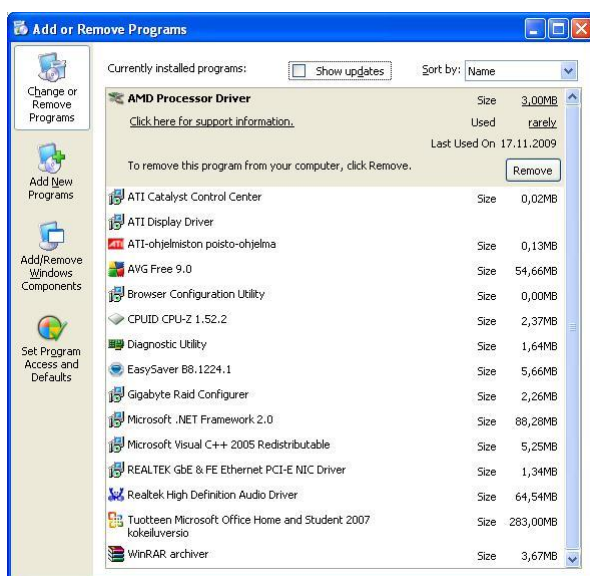 Add or Remove Programs
Change or
Remove
Programs
Add New
Programs
Add/Remove
Windows
Components
Set Program
Access and
Defaults
Currently installed programs: Show updates Sort by: Name
AMD Processor Driver Size 3,00MB
Click here for support information. Used rarely
Last Used On 17.11.2009
To remove this program from your computer, click Remove. Remove
ATI Catalyst Control Center Size 0,02MB
ATI Display Driver
ATI ATI-ohjelmiston poisto-ohjelma Size 0,13MB
AVG Free 9.0 Size 54,66MB
Browser Configuration Utility Size 0,00MB
CPUID CPU-Z 1.52.2 Size 2,37MB
Diagnostic Utility Size 1,64MB
EasySaver B8.1224.1 Size 5,66MB
Gigabyte Raid Configurer Size 2,26MB
Microsoft .NET Framework 2.0 Size 88,28MB
Microsoft Visual C++ 2005 Redistributable Size 5,25MB
REALTEK GbE & FE Ethernet PCI-E NIC Driver Size 1,34MB
Realtek High Definition Audio Driver Size 64,54MB
Tuotteen Microsoft Office Home and Student 2007 Size 283,00MB
kokeiluversio
WinRAR archiver Size 3,67MB